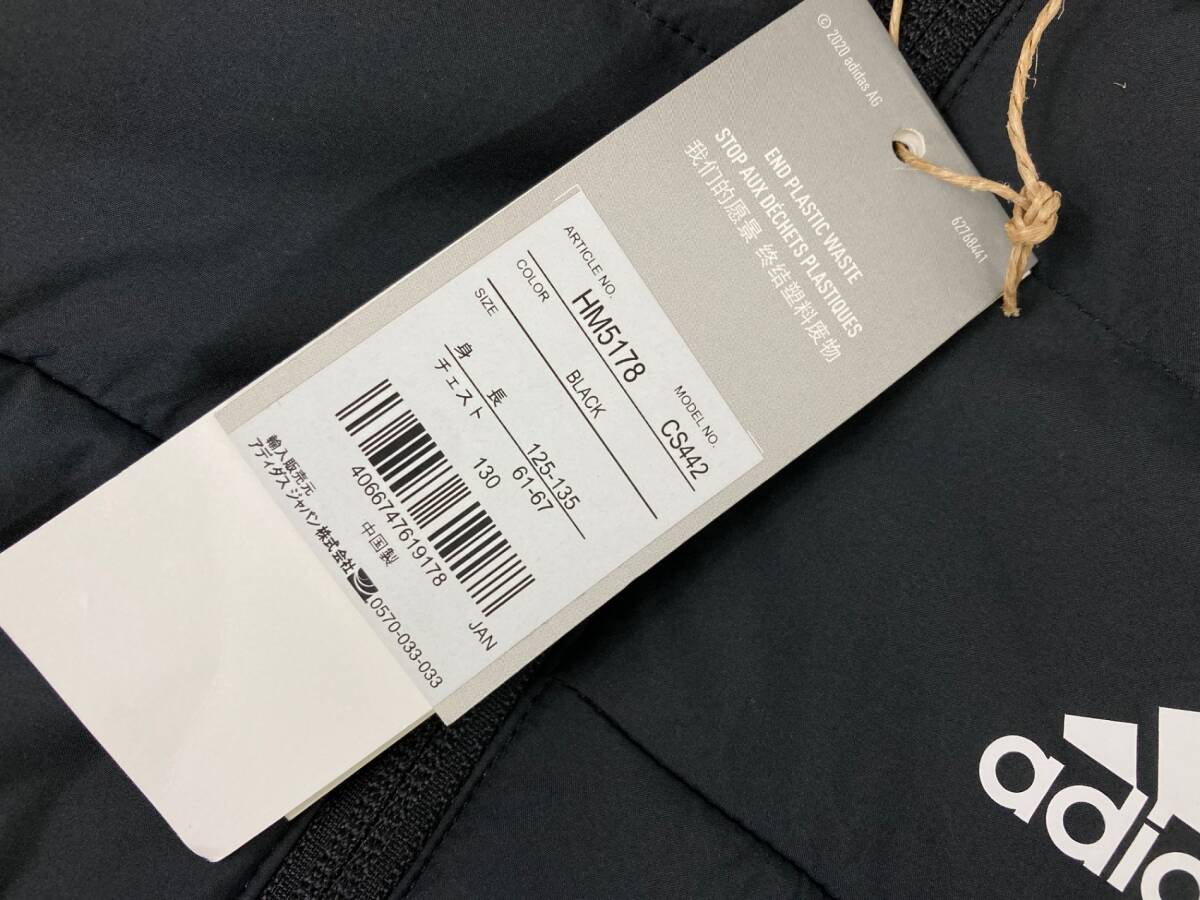 © 2020 adidas AG
62768441
END PLASTIC WASTE
STOP AUX DÉCHETS PLASTIQUES
我们的愿景 终结塑料废物
ARTICLE NO. MODEL NO.
HM5178 CS442
COLOR BLACK
SIZE
身長 125-135
チェスト 61-67
130
4066747619178 JAN
中国製
輸入販売元
アディダス ジャパン株式会社 0570-033-033
adid